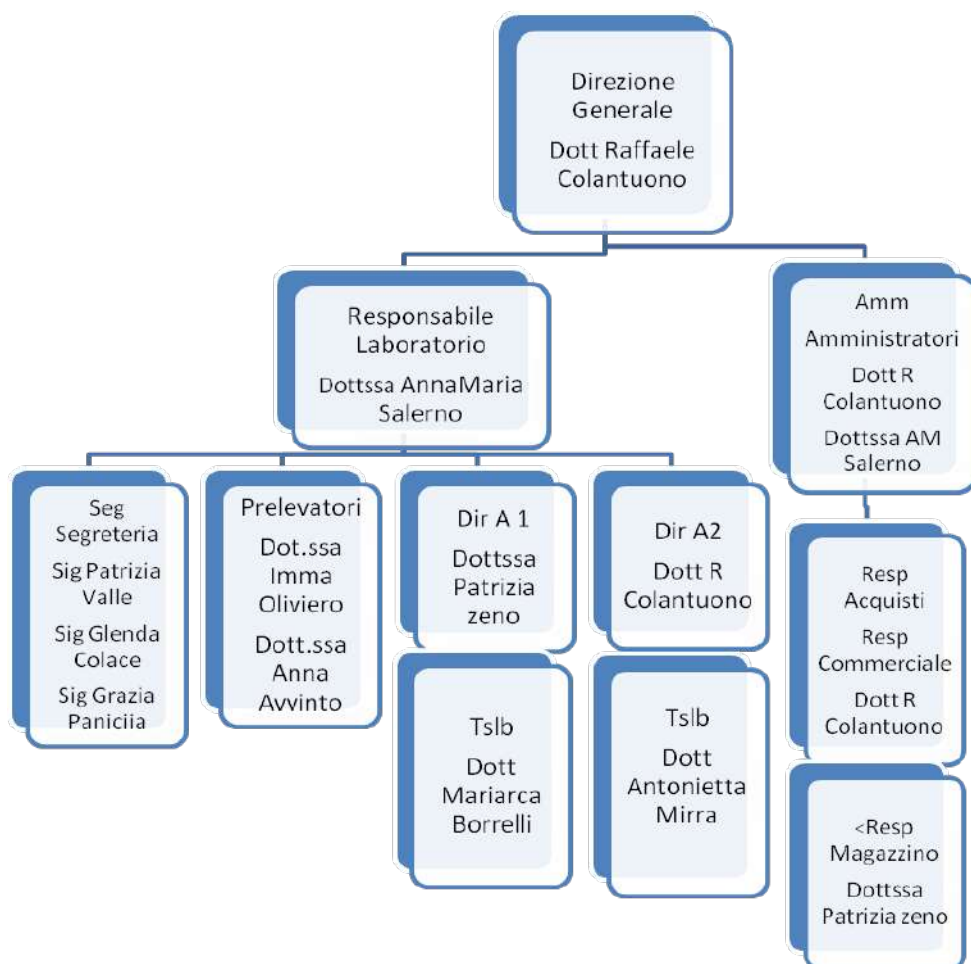 Direzione
Generale
Dott Raffaele
Colantuono
Responsabile
Laboratorio
Dottssa AnnaMaria
Salerno
Amm
Amministratori
Dott R
Colantuono
Dottssa AM
Salerno
Seg
Segreteria
Sig Patrizia
Valle
Sig Glenda
Colace
Sig Grazia
Paniciia
Prelevatori
Dot.ssa
Imma
Oliviero
Dott.ssa
Anna
Avvinto
Dir A 1
Dottssa
Patrizia
zeno
Dir A2
Dott R
Colantuono
Resp
Acquisti
Resp
Commerciale
Dott R
Colantuono
Tslb
Dott
Mariarca
Borrelli
Tslb
Dott
Antonietta
Mirra
<Resp
Magazzino
Dottssa
Patrizia zeno